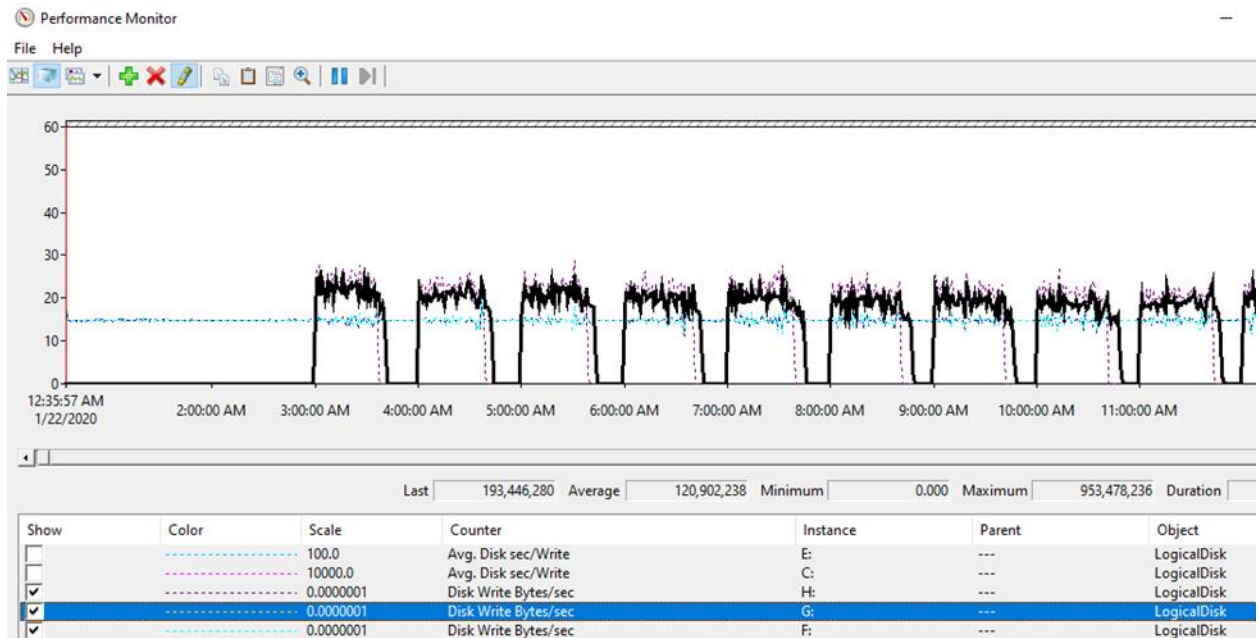 Performance Monitor
File Help
60
50
40
30
20
10
0
12:35:57 AM 2:00:00 AM 3:00:00 AM 4:00:00 AM 5:00:00 AM 6:00:00 AM 7:00:00 AM 8:00:00 AM 9:00:00 AM 10:00:00 AM 11:00:00 AM
1/22/2020
Last 193,446,280 Average 120,902,238 Minimum 0.000 Maximum 953,478,236 Duration
Show Color Scale Counter Instance Parent Object
100.0 Avg. Disk sec/Write E: --- LogicalDisk
10000.0 Avg. Disk sec/Write C: --- LogicalDisk
0.0000001 Disk Write Bytes/sec H: --- LogicalDisk
0.0000001 Disk Write Bytes/sec G: --- LogicalDisk
0.0000001 Disk Write Bytes/sec F: --- LogicalDisk